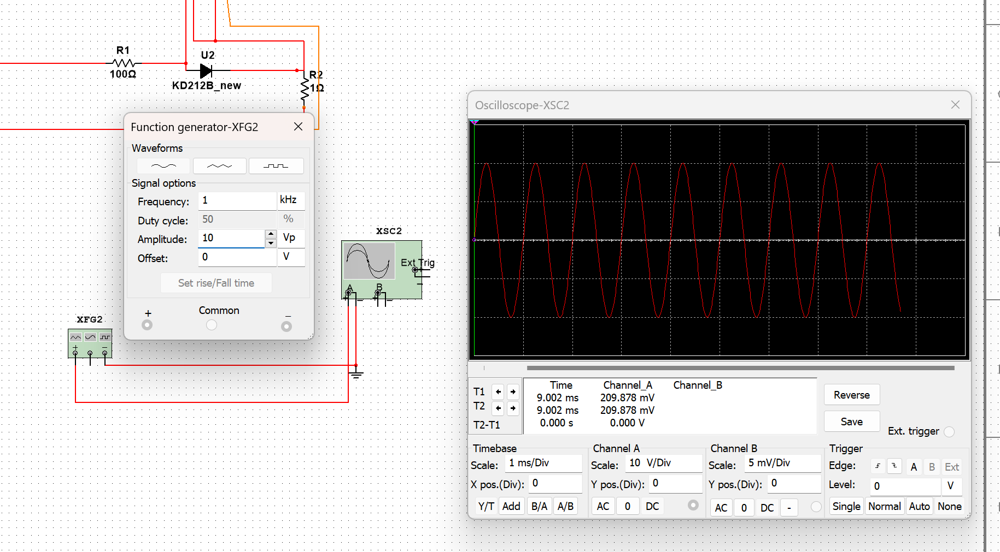 R1
100Ω
U2
KD212B_new
R2
1Ω
Function generator-XFG2
Waveforms
Signal options
Frequency: 1 kHz
Duty cycle: 50 %
Amplitude: 10 Vp
Offset: 0 V
Set rise/Fall time
+ Common −
XFG2
+ −
XSC2
Ext Trig
+
−
A B
+ − + −
Oscilloscope-XSC2
Time Channel_A Channel_B
T1 9.002 ms 209.878 mV
T2 9.002 ms 209.878 mV
T2-T1 0.000 s 0.000 V
Reverse
Save
Ext. trigger
Timebase
Scale: 1 ms/Div
X pos.(Div): 0
Y/T Add B/A A/B
Channel A
Scale: 10 V/Div
Y pos.(Div): 0
AC 0 DC
Channel B
Scale: 5 mV/Div
Y pos.(Div): 0
AC 0 DC -
Trigger
Edge: A B Ext
Level: 0 V
Single Normal Auto None